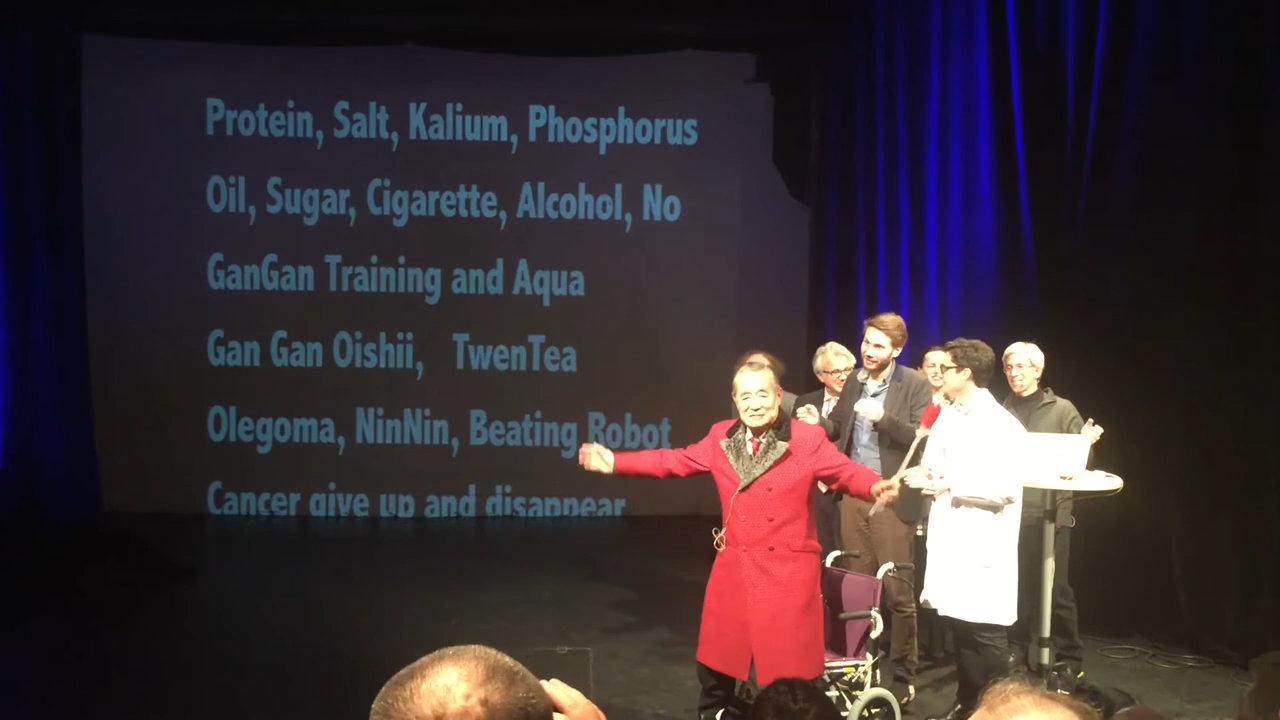 Protein, Salt, Kalium, Phosphorus
Oil, Sugar, Cigarette, Alcohol, No
GanGan Training and Aqua
Gan Gan Oishii, TwenTea
Olegoma, NinNin, Beating Robot
Cancer give up and disappear